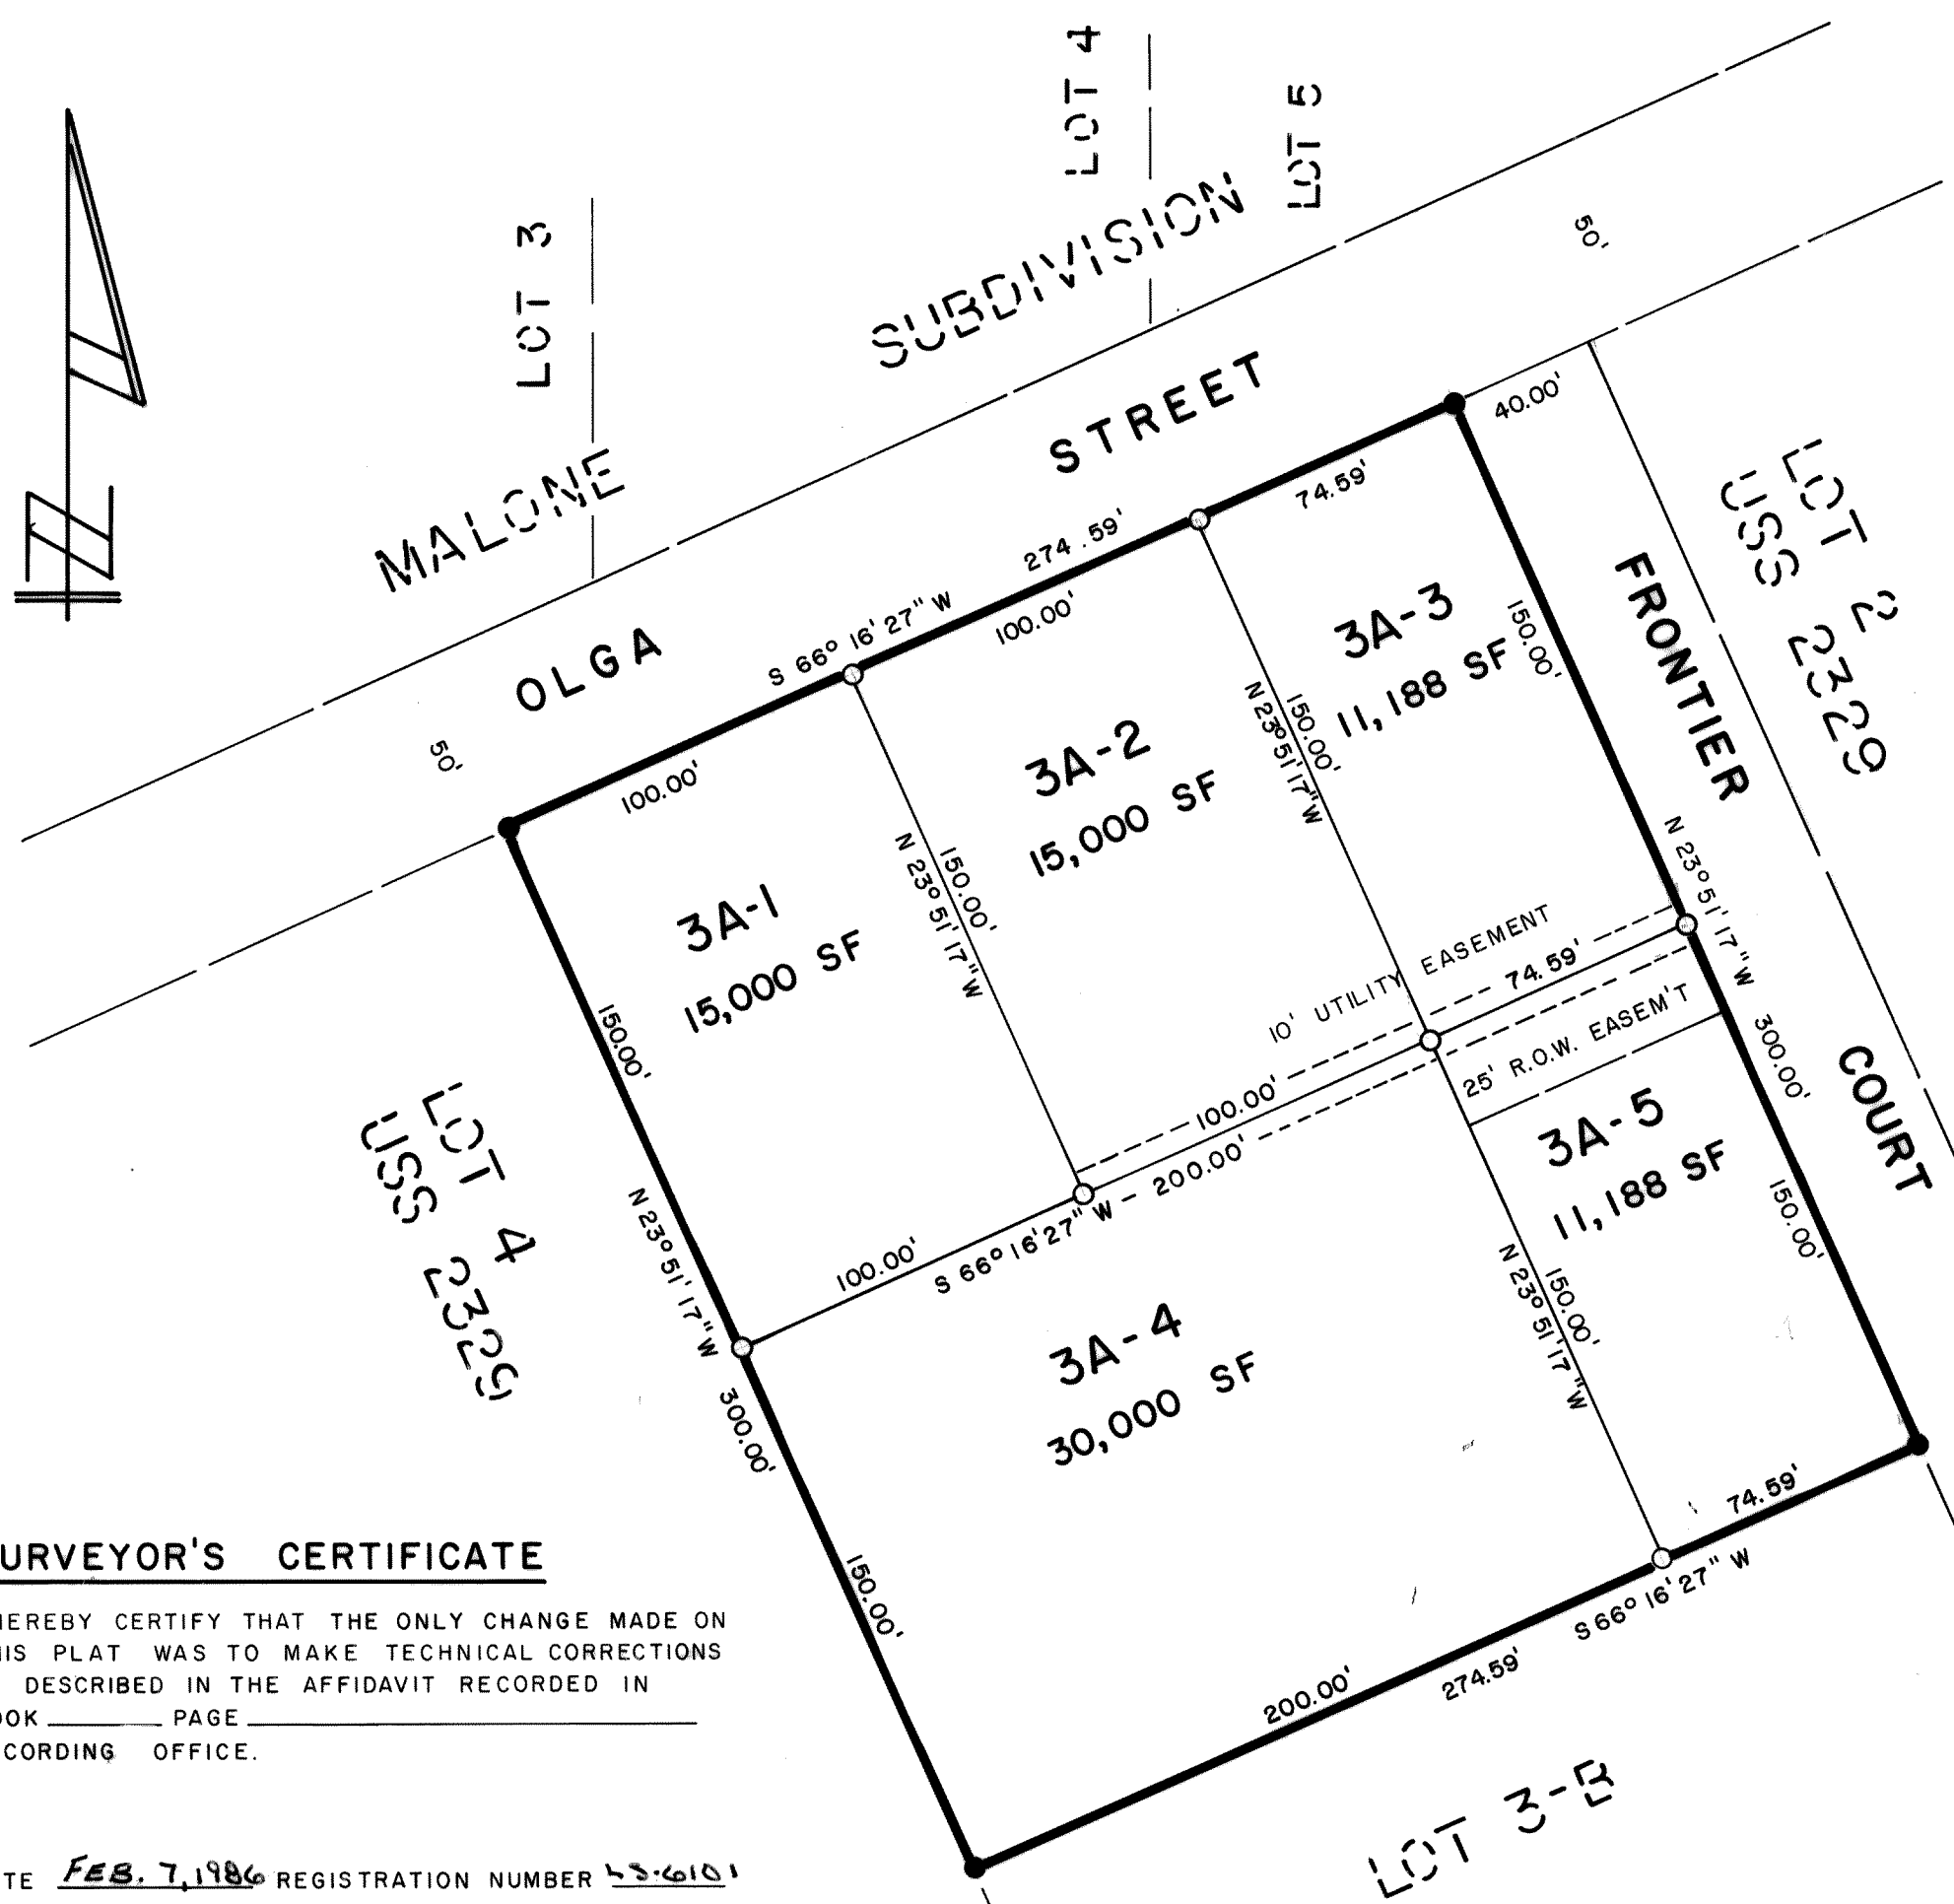 LOT 3
LOT 4
LOT 5
MALONE SUBDIVISION
50'
OLGA STREET
50'
40.00'
S 66° 16' 27" W
274.59'
100.00'
100.00'
74.59'
LOT 2
USS 2329
FRONTIER COURT
3A-1
15,000 SF
3A-2
15,000 SF
3A-3
11,188 SF
150.00'
N 23° 51' 17" W
150.00'
N 23° 51' 17" W
150.00'
150.00'
N 23° 51' 17" W
300.00'
10' UTILITY EASEMENT
74.59'
25' R.O.W. EASEM'T
100.00'
100.00'
S 66° 16' 27" W - 200.00'
LOT 4
USS 2329
N 23° 51' 17" W
300.00'
150.00'
3A-4
30,000 SF
3A-5
11,188 SF
150.00'
N 23° 51' 17" W
150.00'
74.59'
S 66° 16' 27" W
200.00'
274.59'
LOT 3-B
N
URVEYOR'S CERTIFICATE
HEREBY CERTIFY THAT THE ONLY CHANGE MADE ON
HIS PLAT WAS TO MAKE TECHNICAL CORRECTIONS
DESCRIBED IN THE AFFIDAVIT RECORDED IN
OOK PAGE
CORDING OFFICE.
TE FEB. 7, 1986 REGISTRATION NUMBER LS-6101